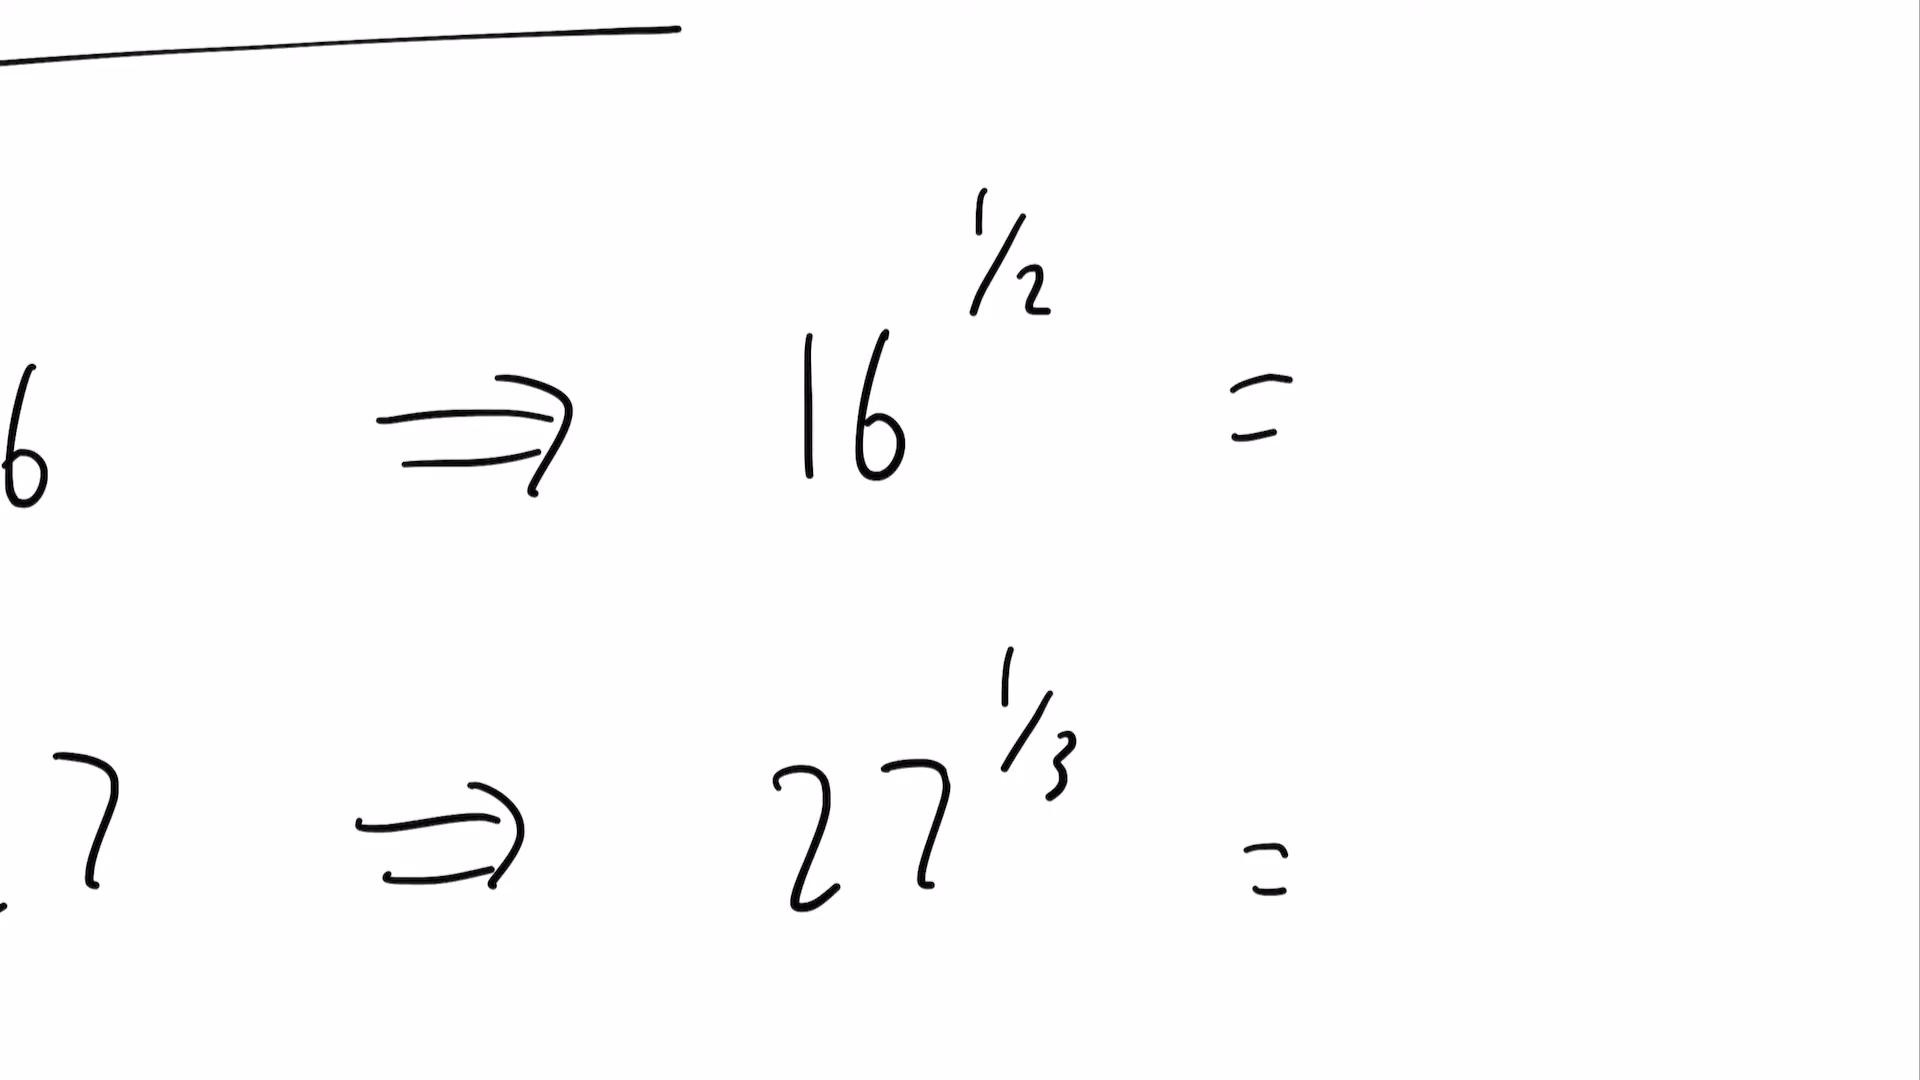 6 ⇒ 16^1/2 =
7 ⇒ 27^1/3 =